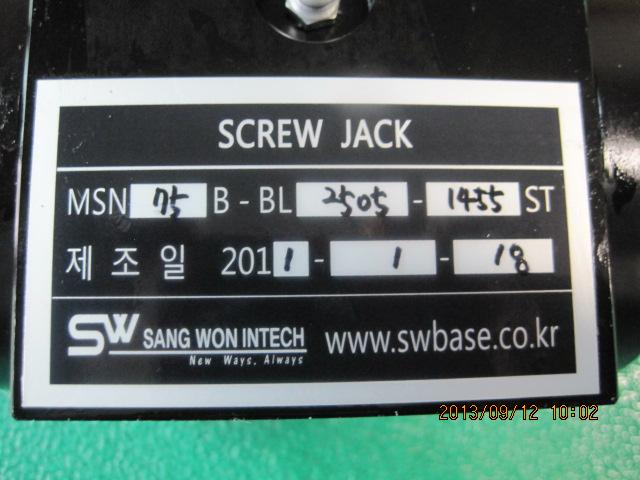 SCREW JACK
MSN 75 B - BL 2505 - 1455 ST
제 조 일 2011 - 1 - 18
SW SANG WON INTECH www.swbase.co.kr
New Ways, Always
2013/09/12 10:02